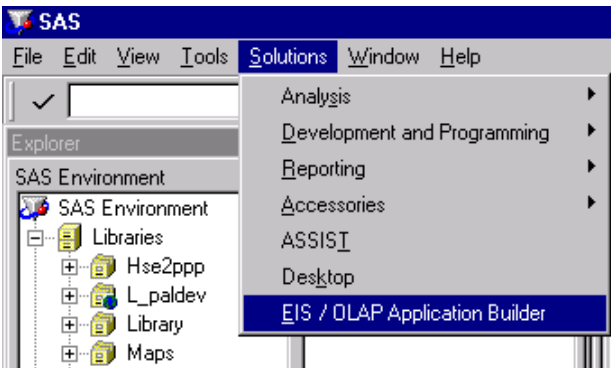 SAS
File Edit View Tools Solutions Window Help
Analysis
Development and Programming
Reporting
Accessories
ASSIST
Desktop
EIS / OLAP Application Builder
Explorer
SAS Environment
SAS Environment
Libraries
Hse2ppp
L_paldev
Library
Maps